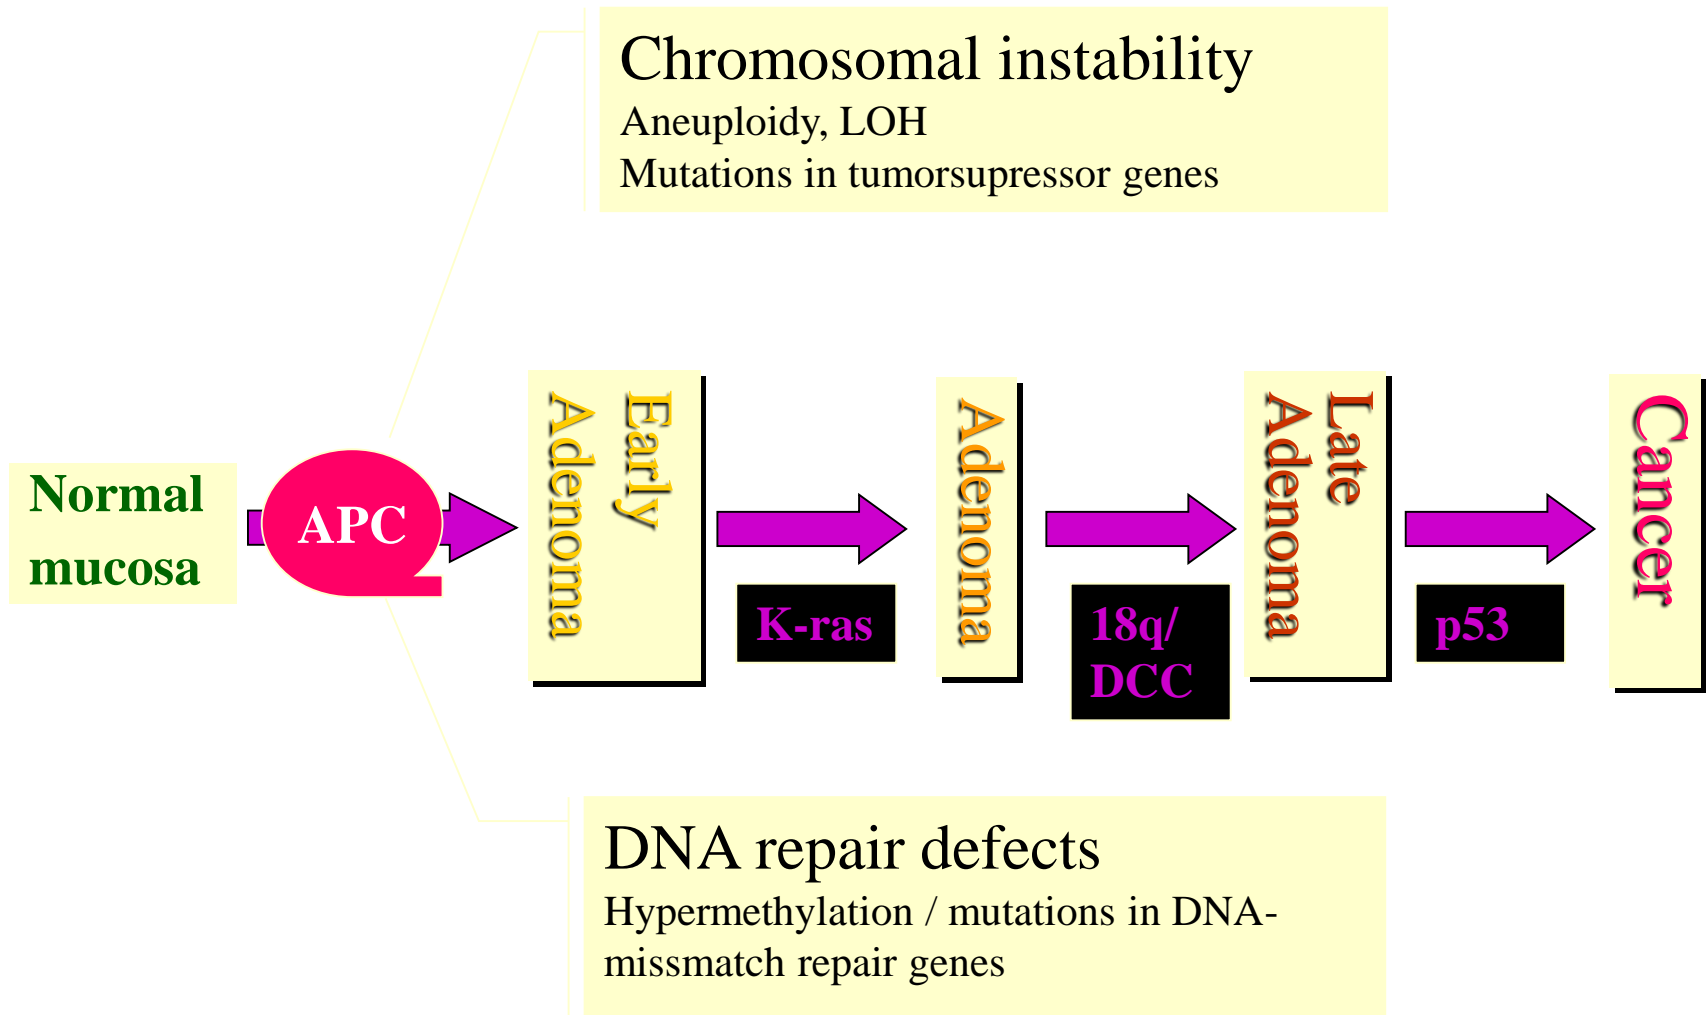 Chromosomal instability
Aneuploidy, LOH
Mutations in tumorsupressor genes
Normal
mucosa
APC
Early
Adenoma
K-ras
Adenoma
18q/
DCC
Late
Adenoma
p53
Cancer
DNA repair defects
Hypermethylation / mutations in DNA-
missmatch repair genes